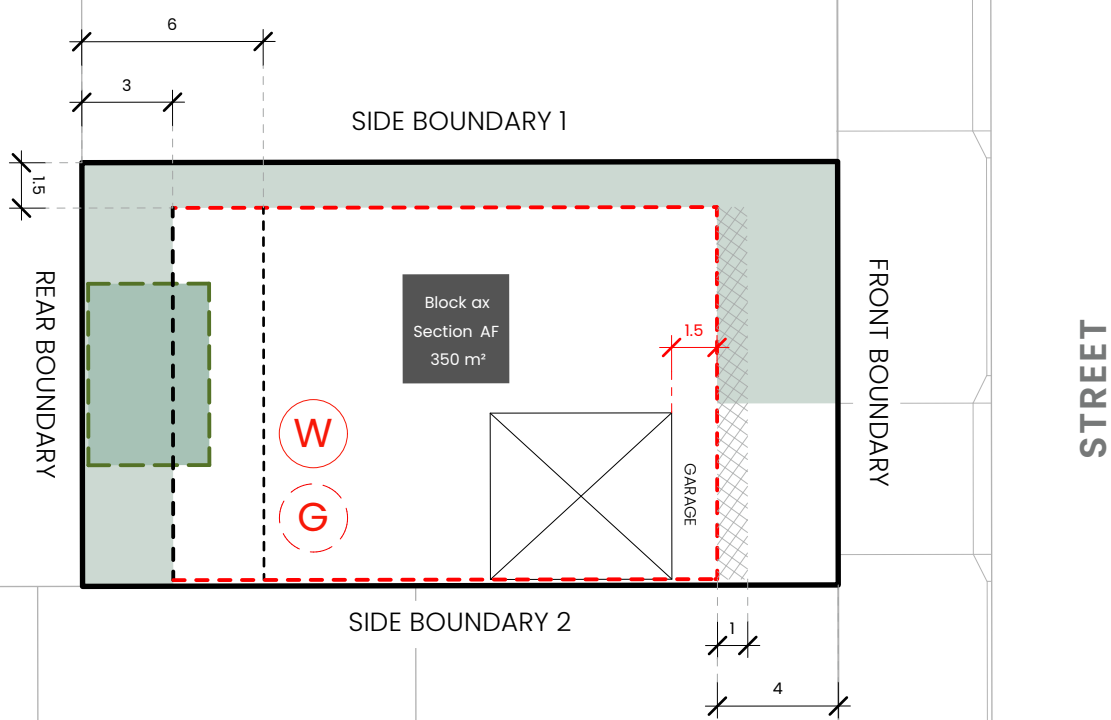 6
3
SIDE BOUNDARY 1
1.5
REAR BOUNDARY
Block ax
Section AF
350 m²
1.5
W
G
GARAGE
FRONT BOUNDARY
STREET
SIDE BOUNDARY 2
1
4